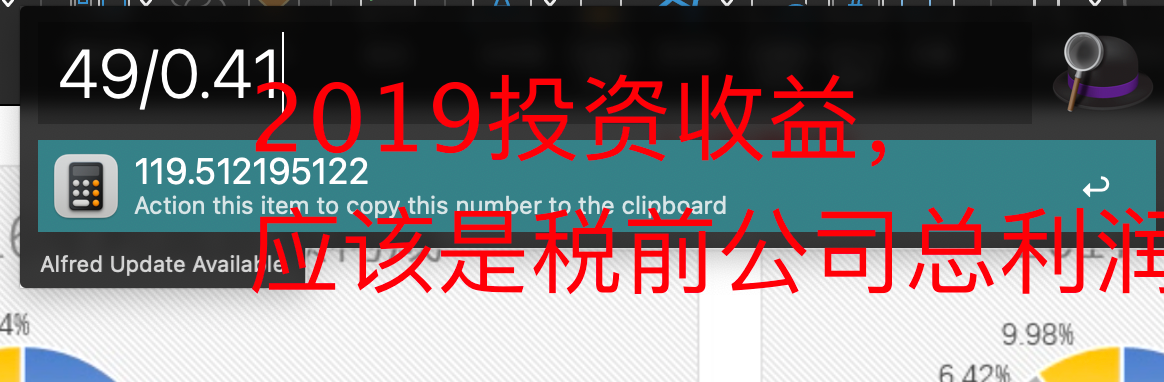 49/0.41
2019投资收益，
119.512195122
Action this item to copy this number to the clipboard
应该是税前公司总利润
Alfred Update Available
4%
9.98%
6.42%